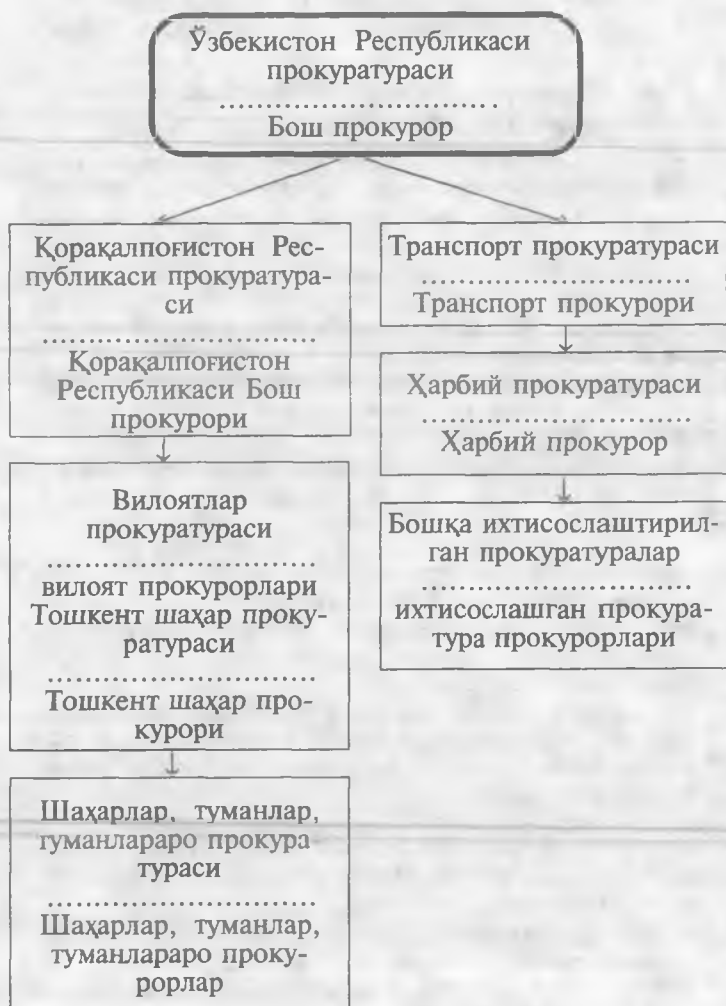 Ўзбекистон Республикаси
прокуратураси
..............................
Бош прокурор
Қорақалпоғистон Рес-
публикаси прокуратура-
си
..............................
Қорақалпоғистон
Республикаси Бош
прокурори
Вилоятлар
прокуратураси
..............................
вилоят прокурорлари
Тошкент шаҳар проку-
ратураси
..............................
Тошкент шаҳар про-
курори
Шаҳарлар, туманлар,
туманлараро прокура
тураси
..............................
Шаҳарлар, туманлар,
туманлараро проку-
рорлар
Транспорт прокуратураси
..............................
Транспорт прокурори
Ҳарбий прокуратураси
..............................
Ҳарбий прокурор
Бошқа ихтисослаштирил-
ган прокуратуралар
..............................
ихтисослашган прокура-
тура прокурорлари